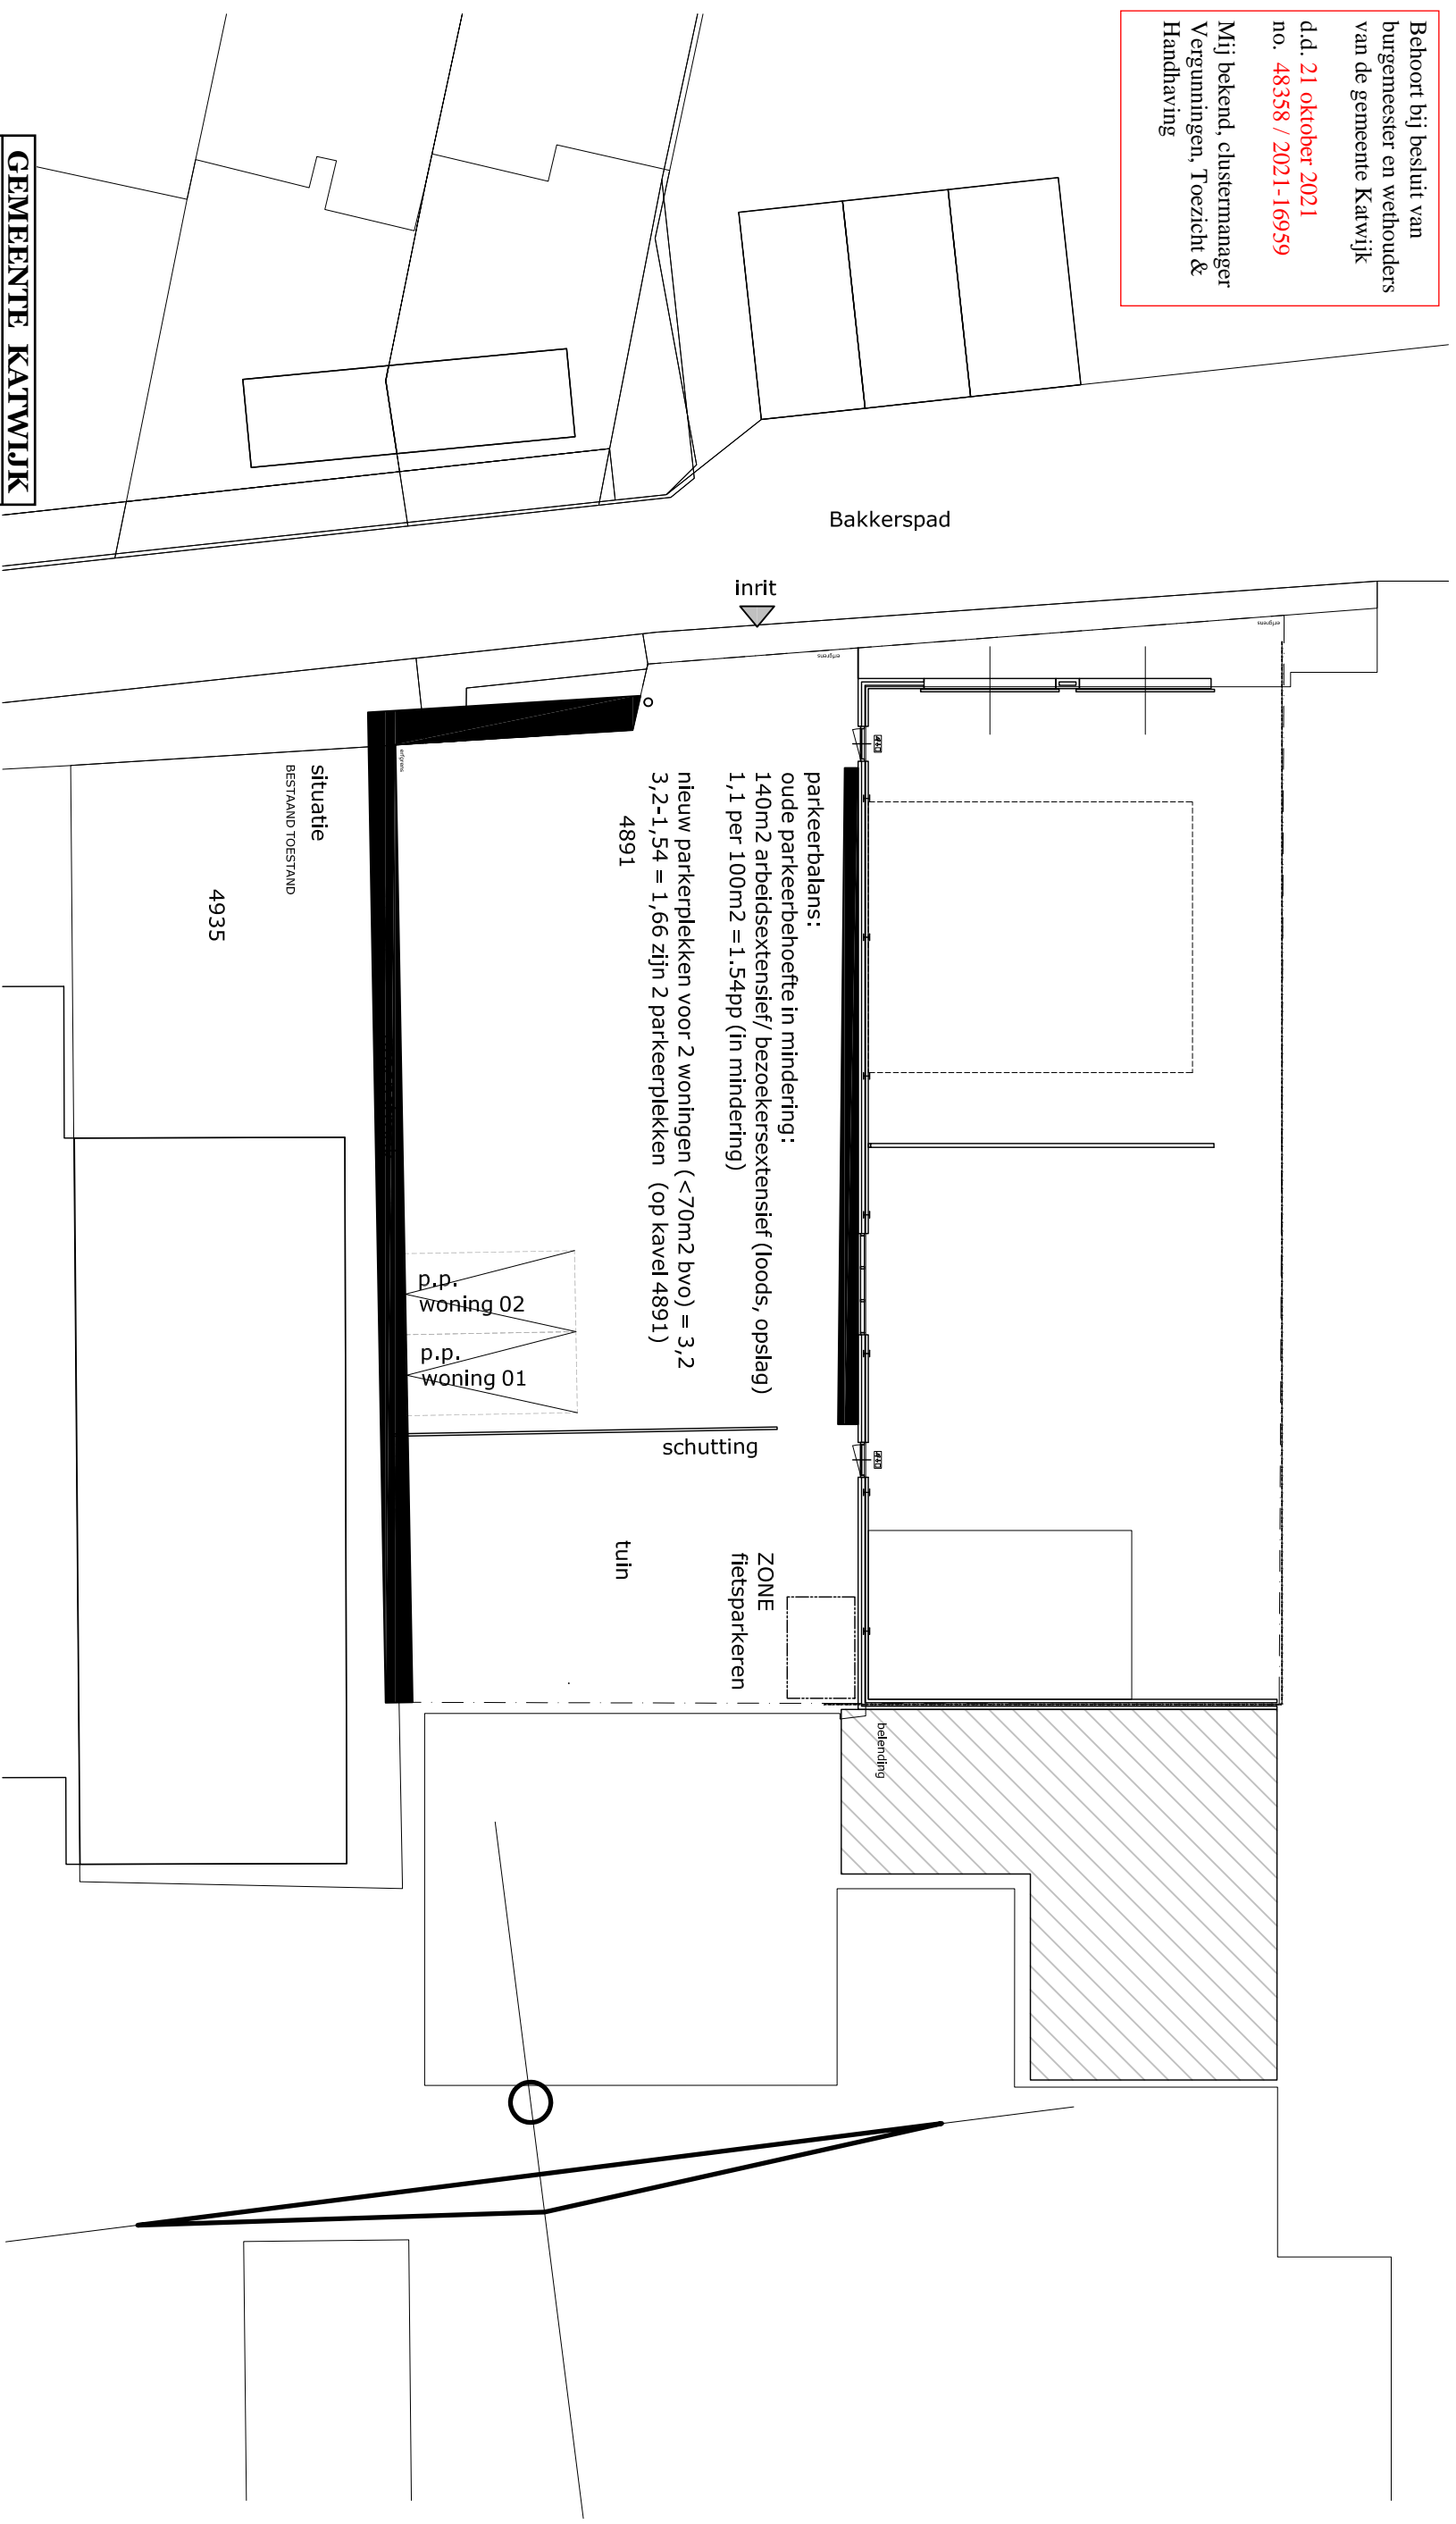 Behoort bij besluit van
burgemeester en wethouders
van de gemeente Katwijk
d.d. 21 oktober 2021
no. 48358 / 2021-16959
Mij bekend, clustermanager
Vergunningen, Toezicht &
Handhaving
GEMEENTE KATWIJK
Bakkerspad
inrit
erfgrens
erfgrens
erfgrens
parkeerbalans:
oude parkeerbehoefte in mindering:
140m2 arbeidsextensief/ bezoekersextensief (loods, opslag)
1,1 per 100m2 =1.54pp (in mindering)
nieuw parkerplekken voor 2 woningen (<70m2 bvo) = 3,2
3,2-1,54 = 1,66 zijn 2 parkeerplekken (op kavel 4891)
4891
situatie
BESTAAND TOESTAND
4935
p.p.
woning 02
p.p.
woning 01
schutting
tuin
ZONE
fietsparkeren
belending